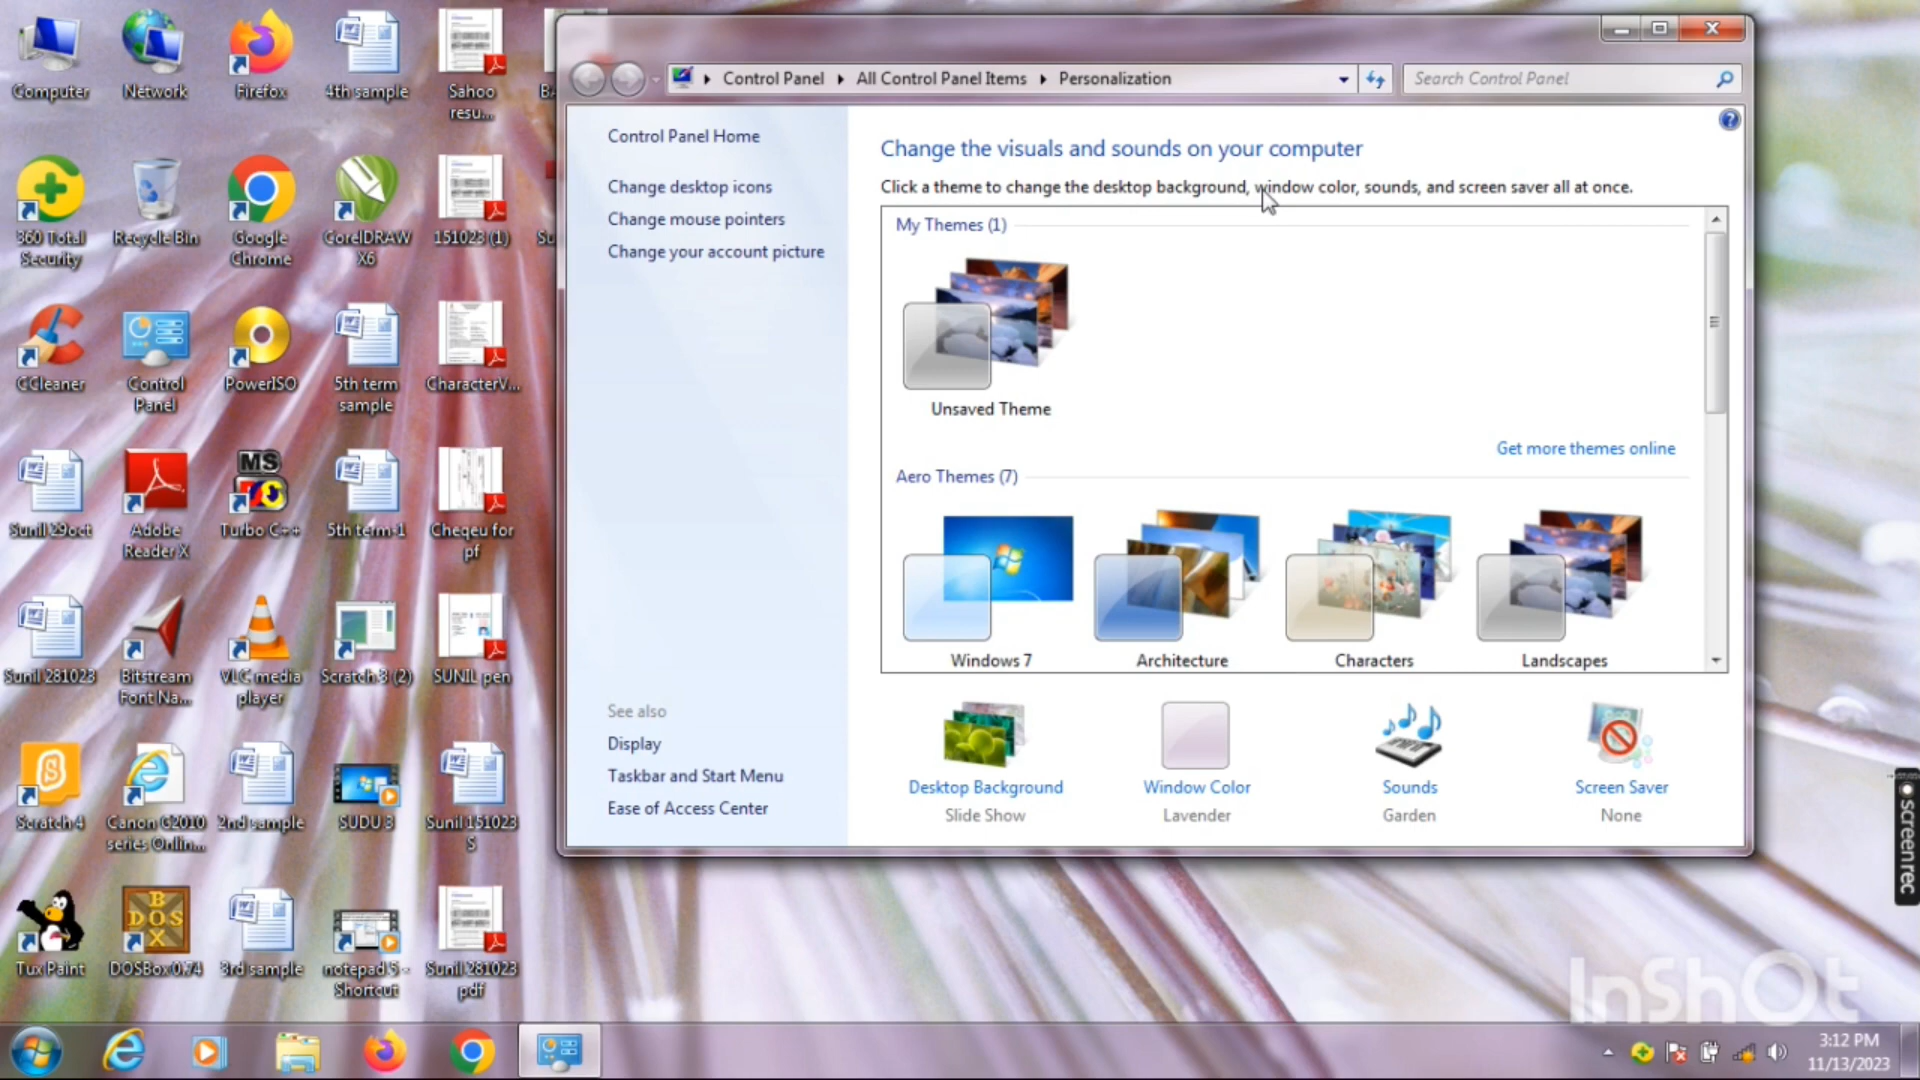 Computer
Network
Firefox
4th sample
Sahoo
resu...
360 Total
Security
Recycle Bin
Google
Chrome
CorelDRAW
X6
151023 (1)
CCleaner
Control
Panel
PowerISO
5th term
sample
CharacterV...
Sunil 29oct
Adobe
Reader X
MS
Turbo C++
5th term-1
Cheqeu for
pf
Sunil 281023
Bitstream
Font Na...
VLC media
player
Scratch 3 (2)
SUNIL pen
Scratch 4
Canon G2010
series Onlin...
2nd sample
SUDU 3
Sunil 151023
S
Tux Paint
BOX
DOS
DOSBox 0.74
3rd sample
notepad 5 -
Shortcut
Sunil 281023
pdf
Control Panel
All Control Panel Items
Personalization
Search Control Panel
Control Panel Home
Change desktop icons
Change mouse pointers
Change your account picture
See also
Display
Taskbar and Start Menu
Ease of Access Center
Change the visuals and sounds on your computer
Click a theme to change the desktop background, window color, sounds, and screen saver all at once.
My Themes (1)
Unsaved Theme
Get more themes online
Aero Themes (7)
Windows 7
Architecture
Characters
Landscapes
Desktop Background
Slide Show
Window Color
Lavender
Sounds
Garden
Screen Saver
None
screenrec
InShOt
3:12 PM
11/13/2023